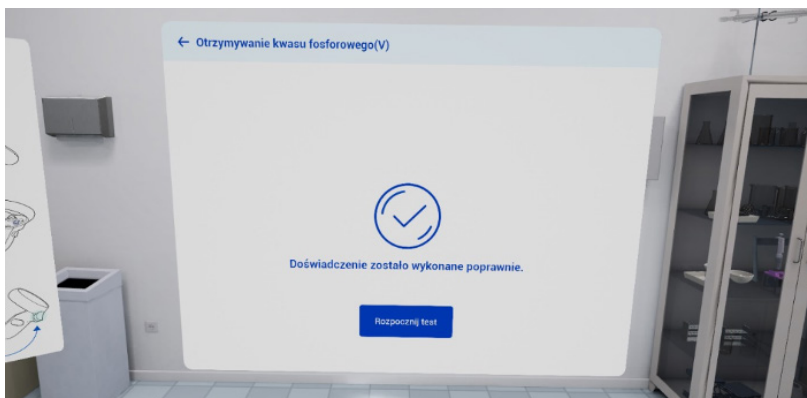 ← Otrzymywanie kwasu fosforowego(V)
Doświadczenie zostało wykonane poprawnie.
Rozpocznij test